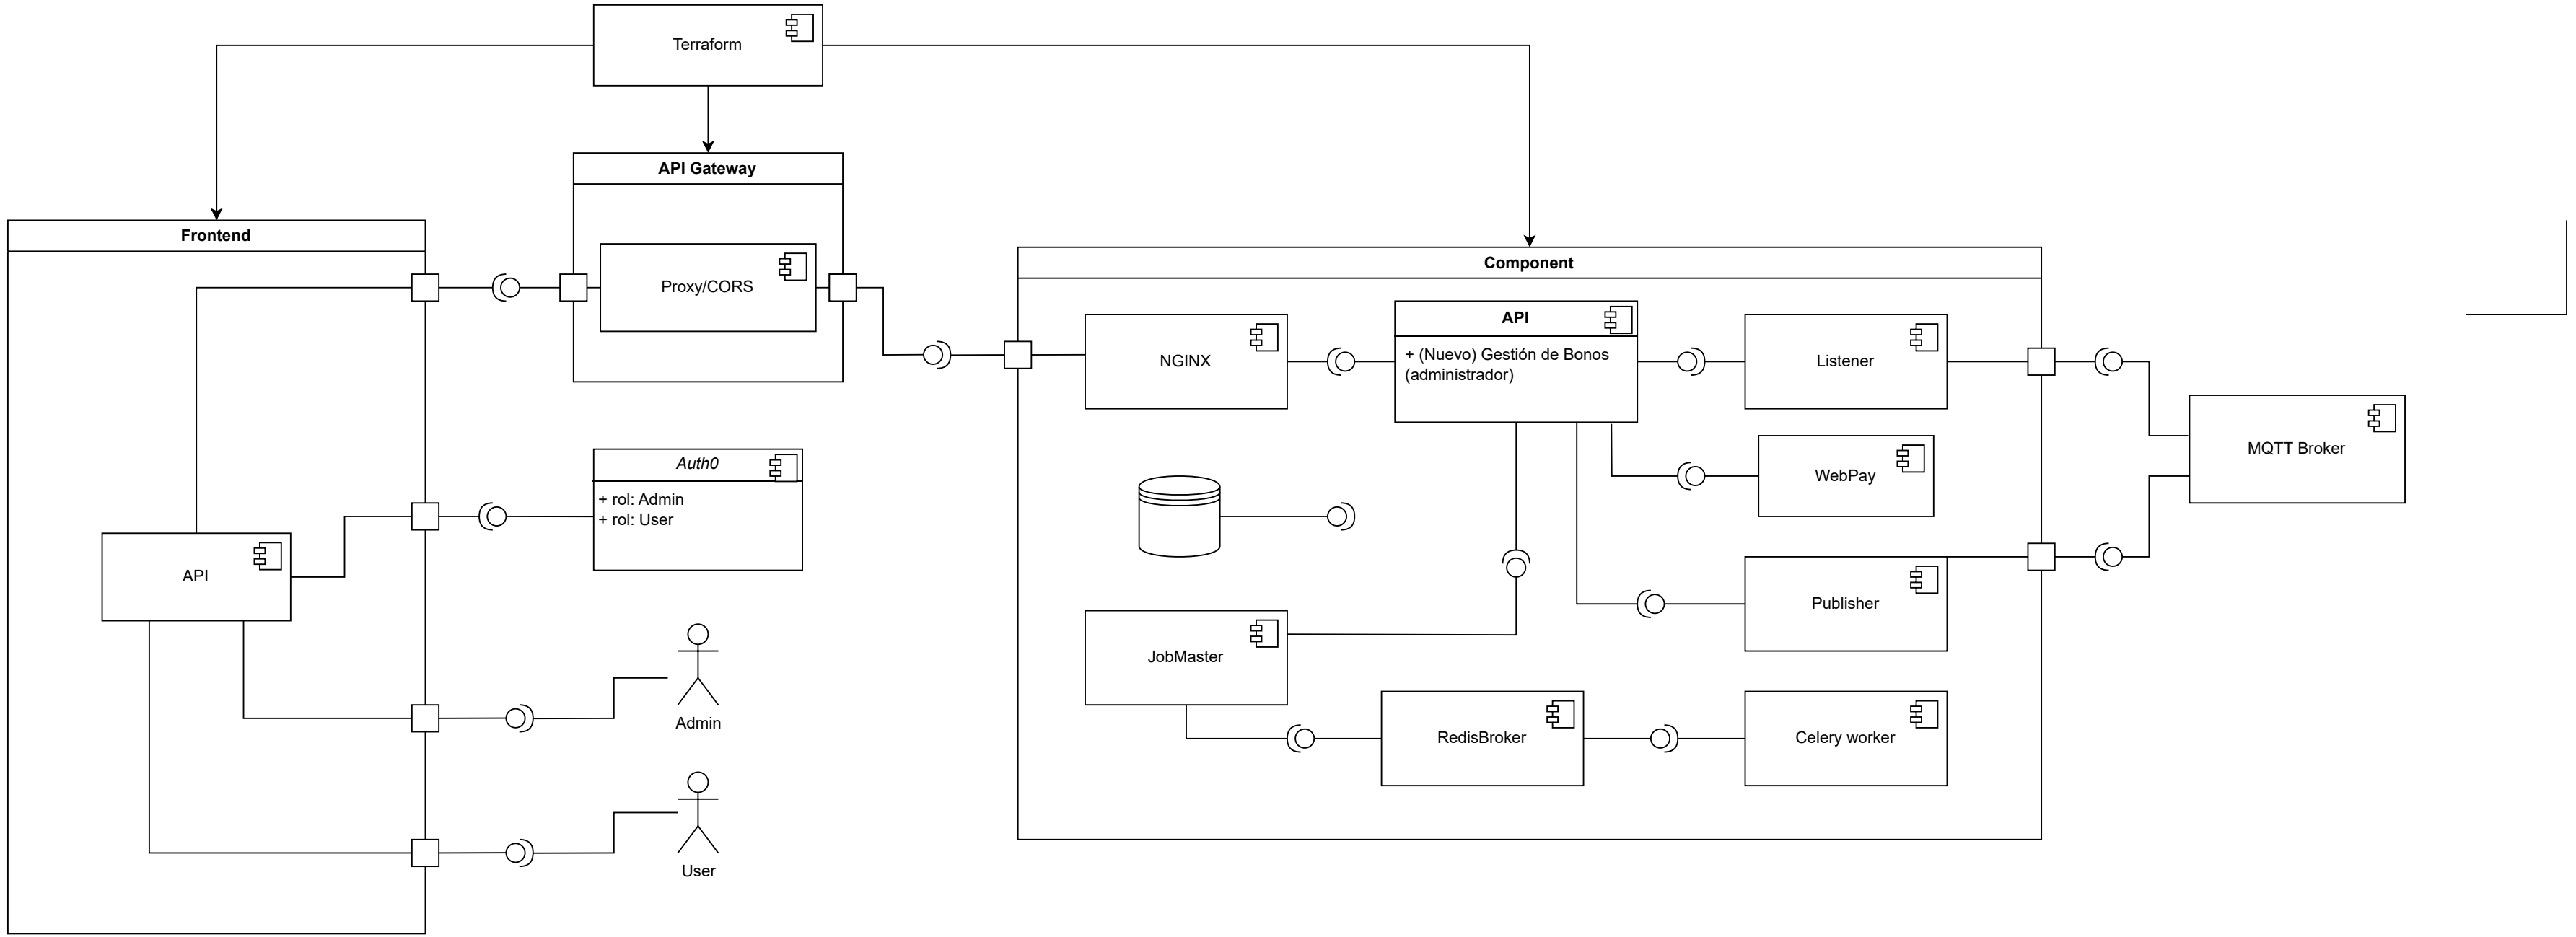 Terraform
API Gateway
Proxy/CORS
Frontend
Component
NGINX
API
+ (Nuevo) Gestión de Bonos
(administrador)
Listener
WebPay
MQTT Broker
Auth0
+ rol: Admin
+ rol: User
API
Publisher
JobMaster
Admin
RedisBroker
Celery worker
User